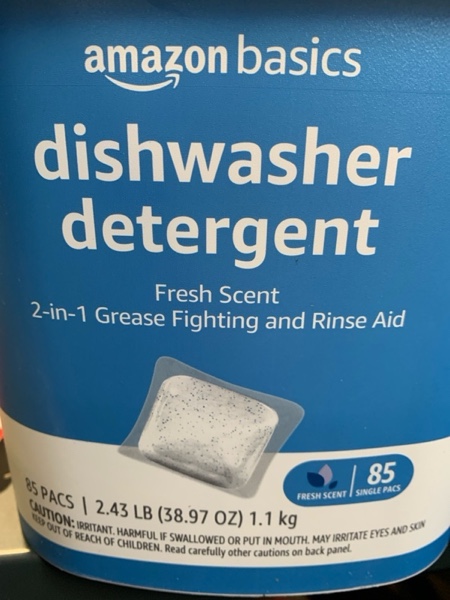 amazon basics
dishwasher
detergent
Fresh Scent
2-in-1 Grease Fighting and Rinse Aid
FRESH SCENT
85
SINGLE PACS
85 PACS | 2.43 LB (38.97 OZ) 1.1 kg
CAUTION: IRRITANT. HARMFUL IF SWALLOWED OR PUT IN MOUTH. MAY IRRITATE EYES AND SKIN
KEEP OUT OF REACH OF CHILDREN. Read carefully other cautions on back panel.